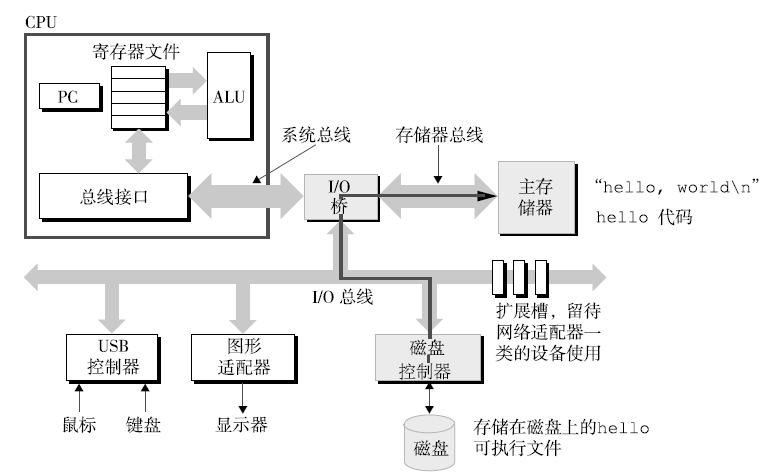 CPU
寄存器文件
PC
ALU
系统总线
存储器总线
总线接口
I/O
桥
主存
储器
“hello, world\n”
hello 代码
I/O 总线
扩展槽，留待
网络适配器一
类的设备使用
USB
控制器
图形
适配器
磁盘
控制器
鼠标
键盘
显示器
磁盘
存储在磁盘上的hello
可执行文件